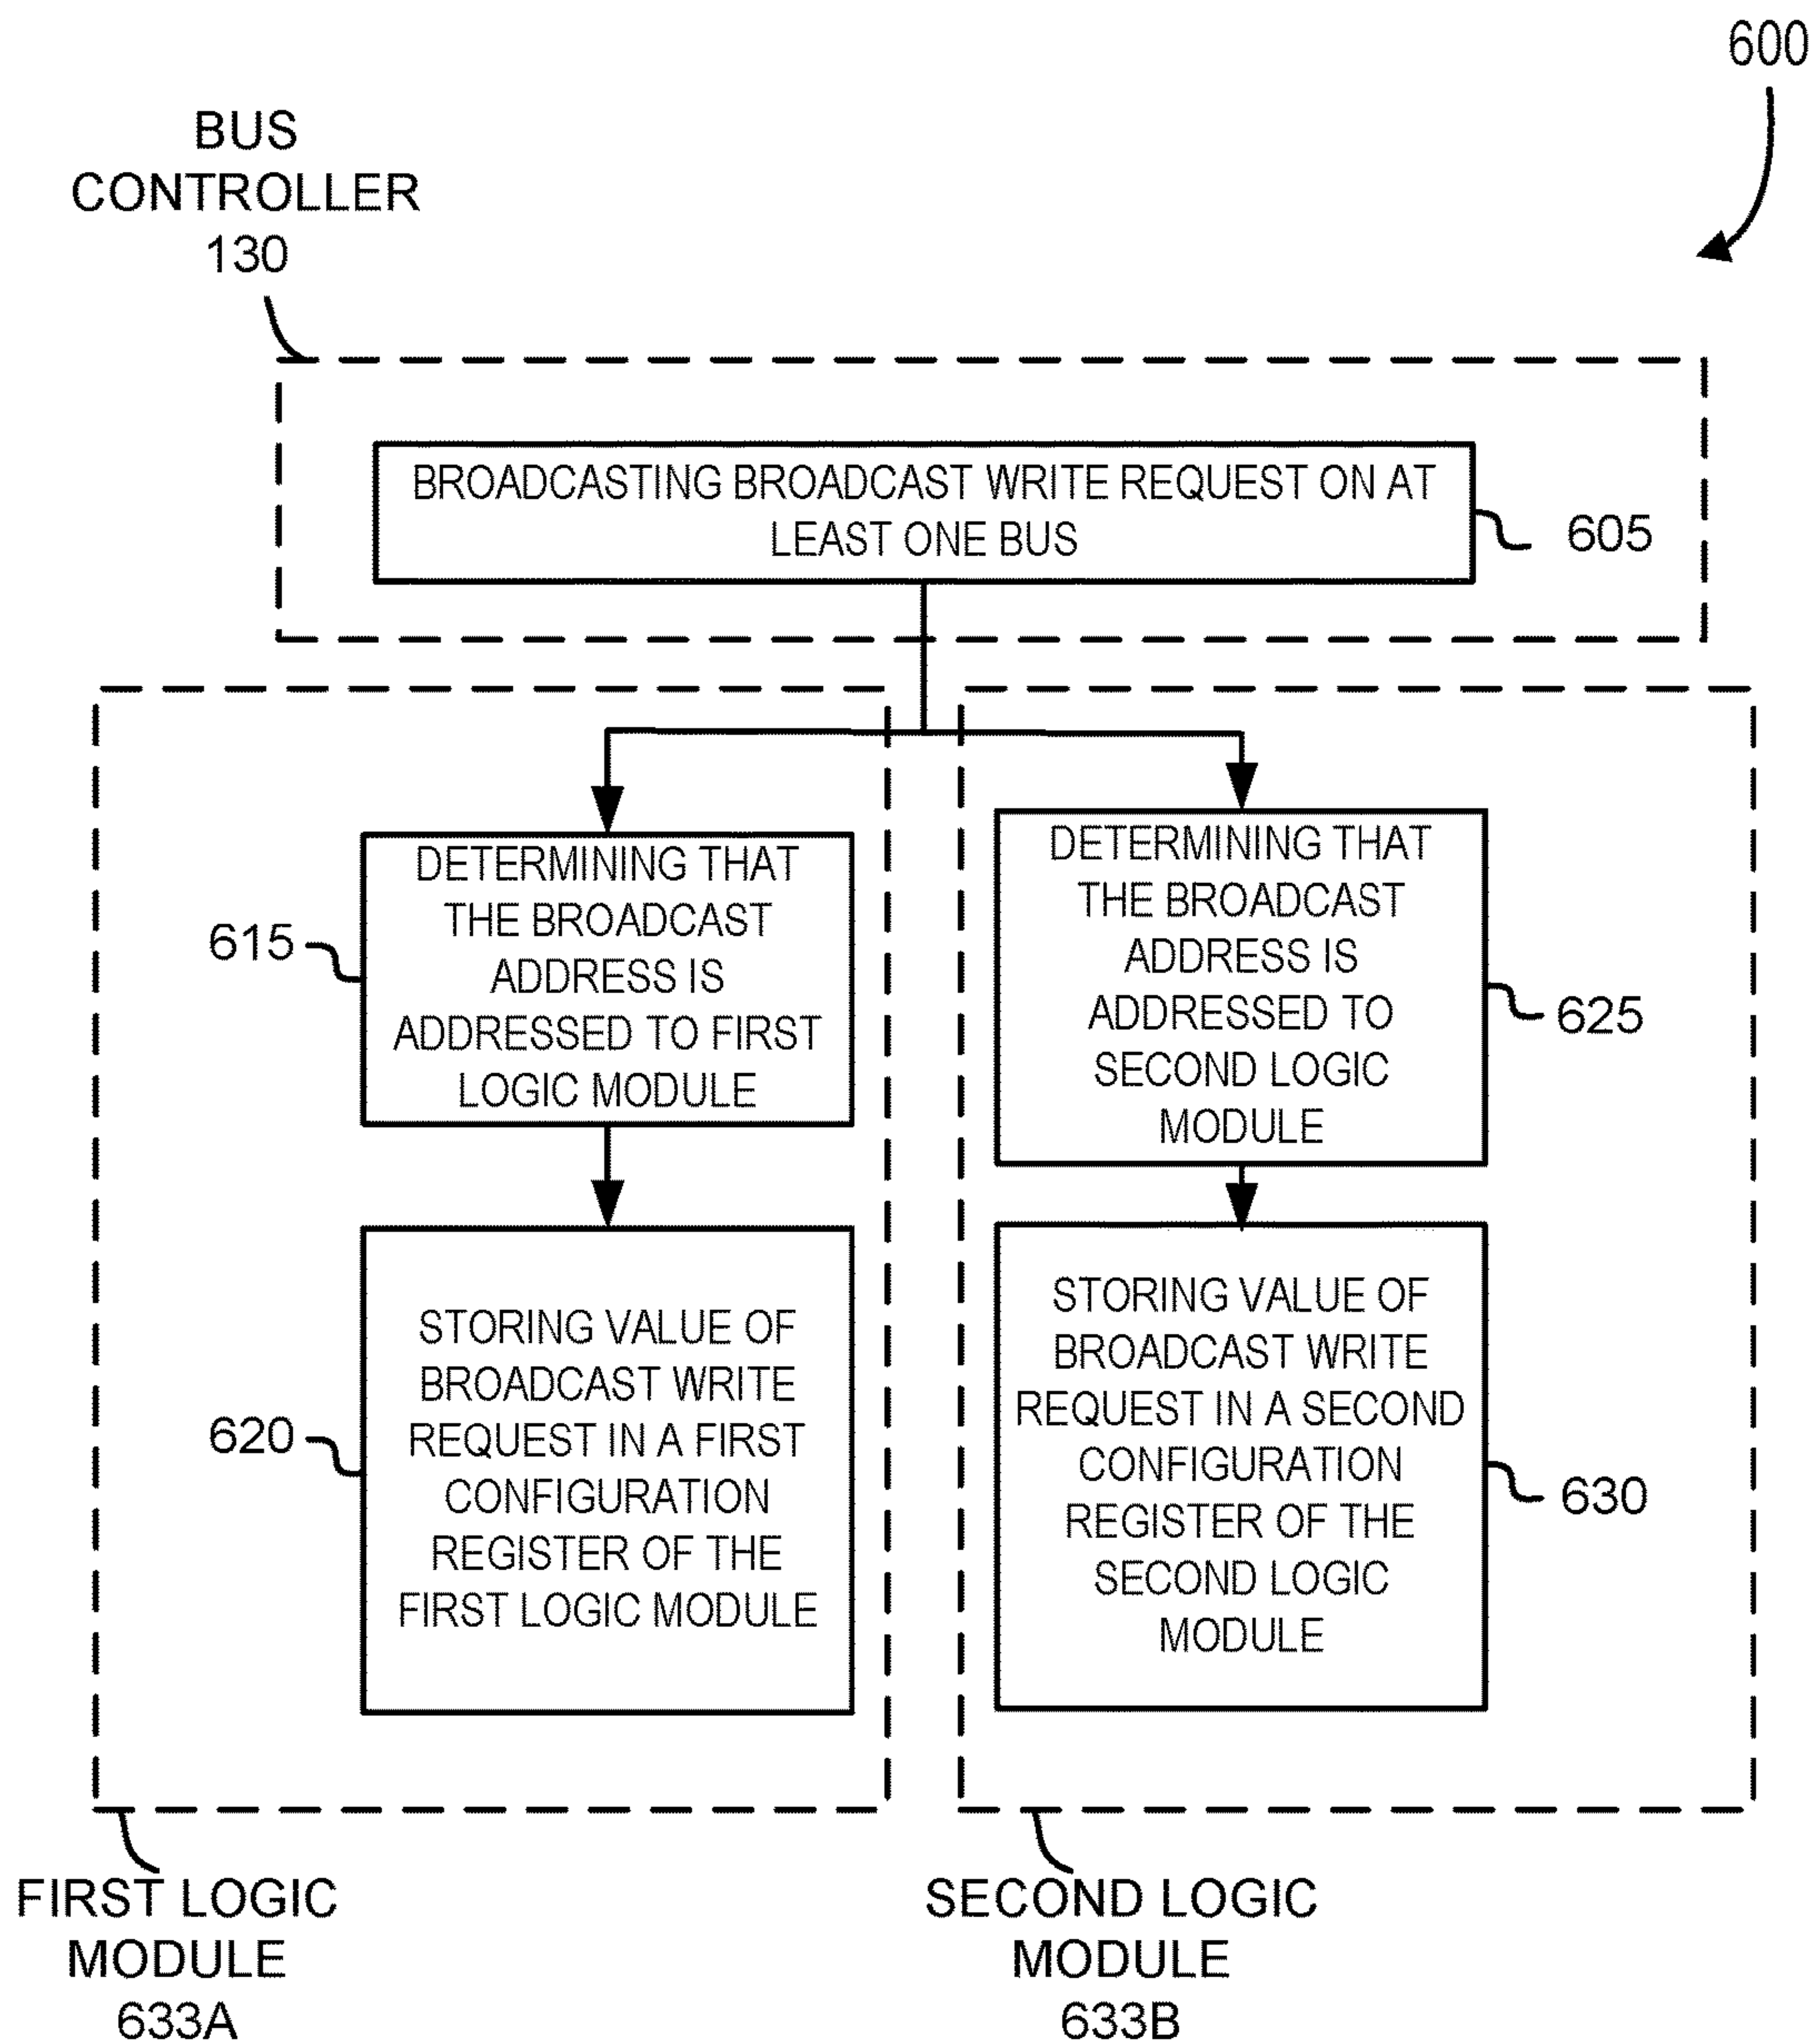 600
BUS
CONTROLLER
130
BROADCASTING BROADCAST WRITE REQUEST ON AT
LEAST ONE BUS
605
DETERMINING THAT
THE BROADCAST
ADDRESS IS
ADDRESSED TO FIRST
LOGIC MODULE
615
DETERMINING THAT
THE BROADCAST
ADDRESS IS
ADDRESSED TO
SECOND LOGIC
MODULE
625
STORING VALUE OF
BROADCAST WRITE
REQUEST IN A FIRST
CONFIGURATION
REGISTER OF THE
FIRST LOGIC MODULE
620
STORING VALUE OF
BROADCAST WRITE
REQUEST IN A SECOND
CONFIGURATION
REGISTER OF THE
SECOND LOGIC
MODULE
630
FIRST LOGIC
MODULE
633A
SECOND LOGIC
MODULE
633B